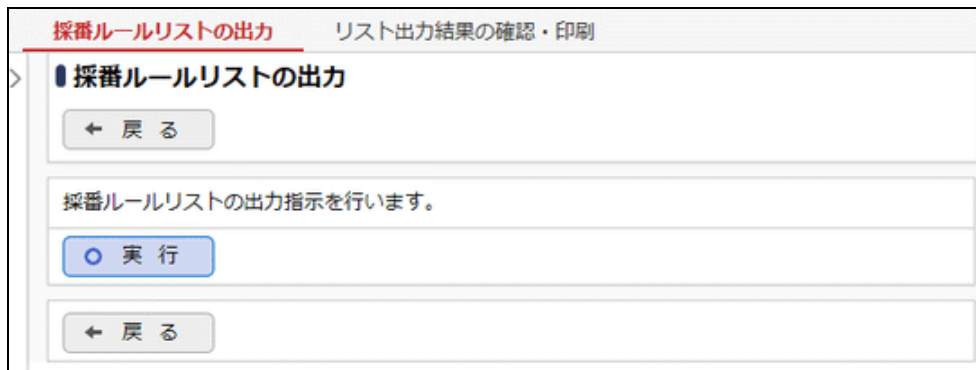 採番ルールリストの出力 リスト出力結果の確認・印刷
採番ルールリストの出力
← 戻 る
採番ルールリストの出力指示を行います。
実 行
← 戻 る